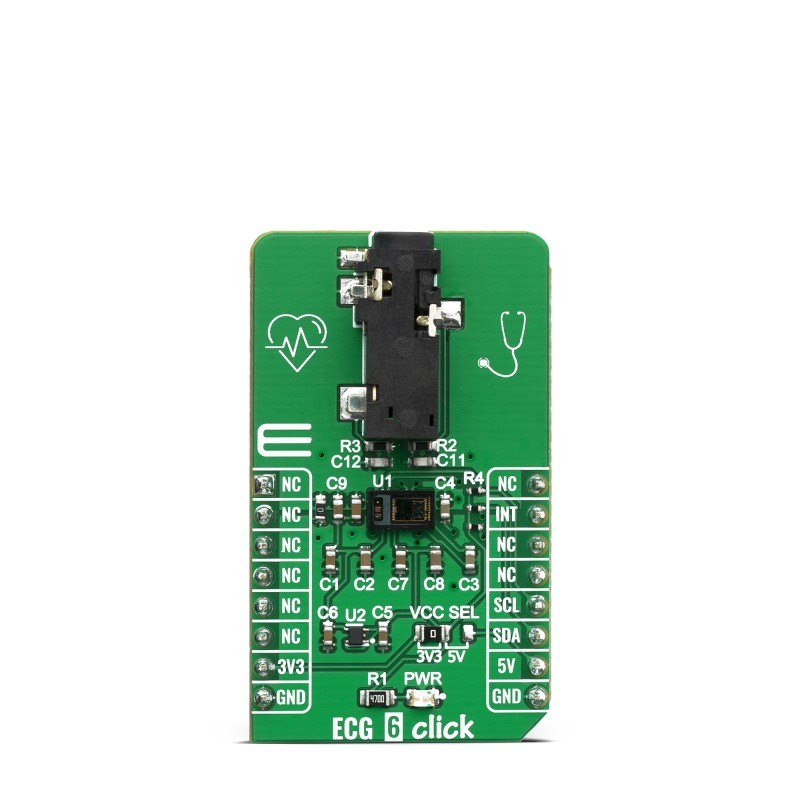 R3 R2
C12 C11
U1 C4 R4
C9
NC NC
NC INT
NC NC
NC NC
C1 C2 C7 C8 C3
NC SCL
C6 U2 C5 VCC SEL
NC SDA
3V3 5V
3V3 5V
R1 PWR
4700
GND GND
ECG 6 click